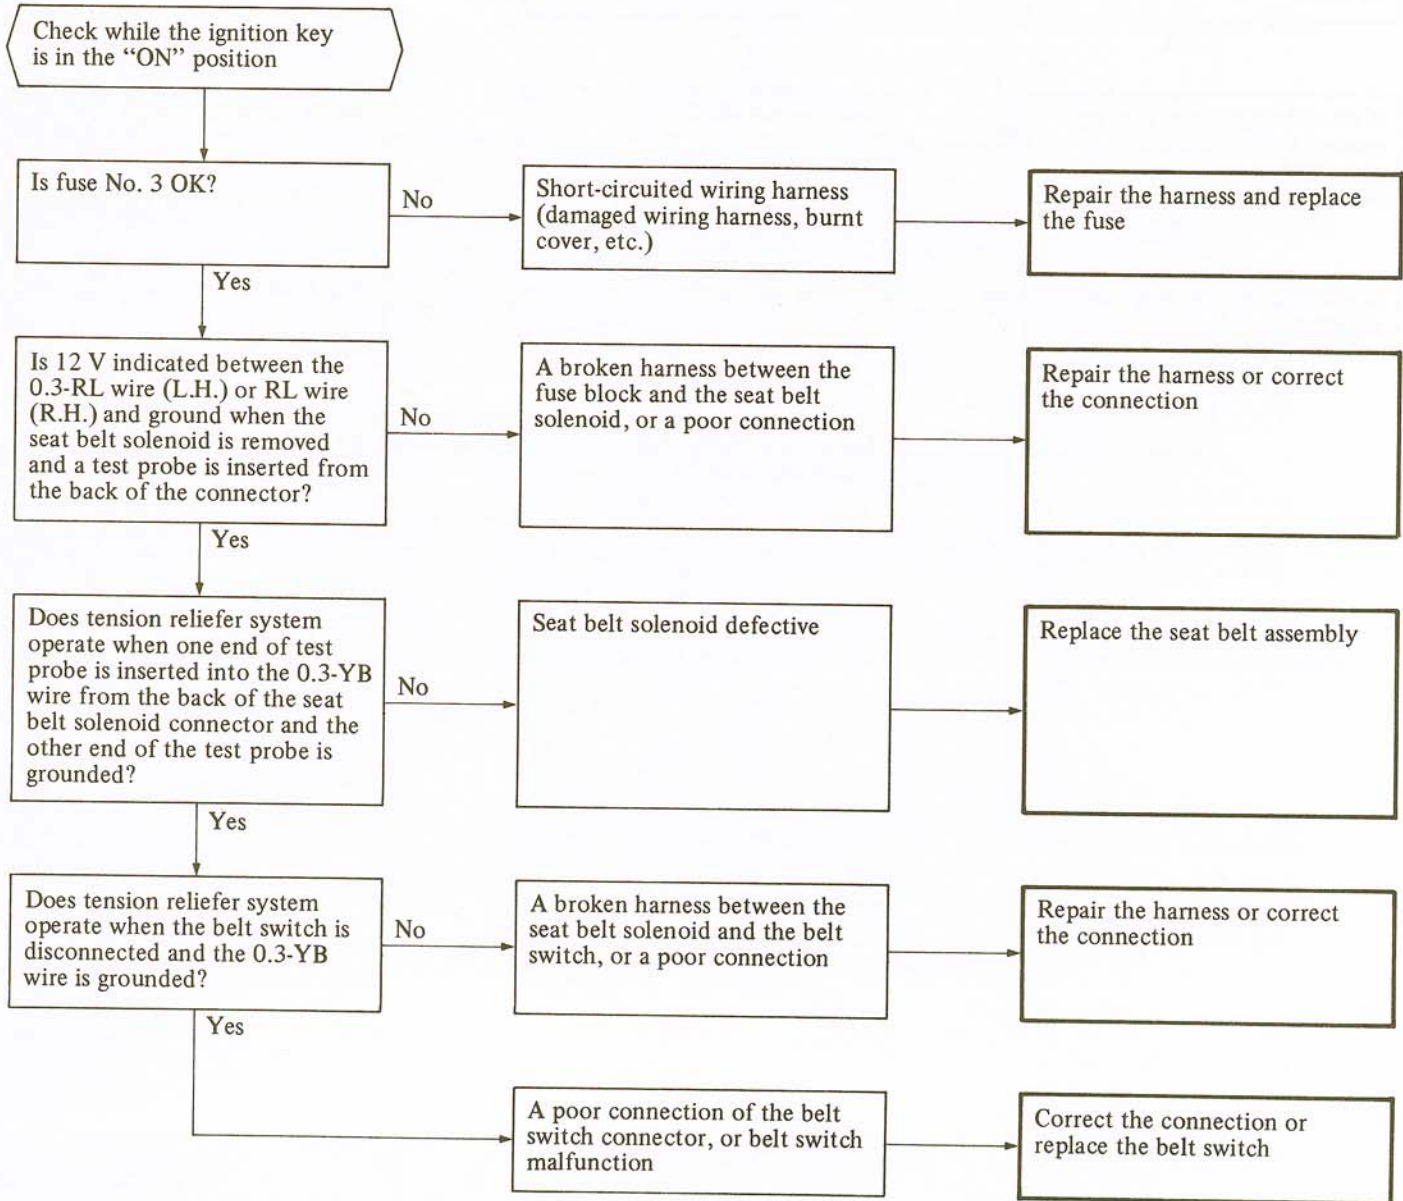 Check while the ignition key
is in the “ON” position
Is fuse No. 3 OK?
No
Short-circuited wiring harness
(damaged wiring harness, burnt
cover, etc.)
Repair the harness and replace
the fuse
Yes
Is 12 V indicated between the
0.3-RL wire (L.H.) or RL wire
(R.H.) and ground when the
seat belt solenoid is removed
and a test probe is inserted from
the back of the connector?
No
A broken harness between the
fuse block and the seat belt
solenoid, or a poor connection
Repair the harness or correct
the connection
Yes
Does tension reliefer system
operate when one end of test
probe is inserted into the 0.3-YB
wire from the back of the seat
belt solenoid connector and the
other end of the test probe is
grounded?
No
Seat belt solenoid defective
Replace the seat belt assembly
Yes
Does tension reliefer system
operate when the belt switch is
disconnected and the 0.3-YB
wire is grounded?
No
A broken harness between the
seat belt solenoid and the belt
switch, or a poor connection
Repair the harness or correct
the connection
Yes
A poor connection of the belt
switch connector, or belt switch
malfunction
Correct the connection or
replace the belt switch